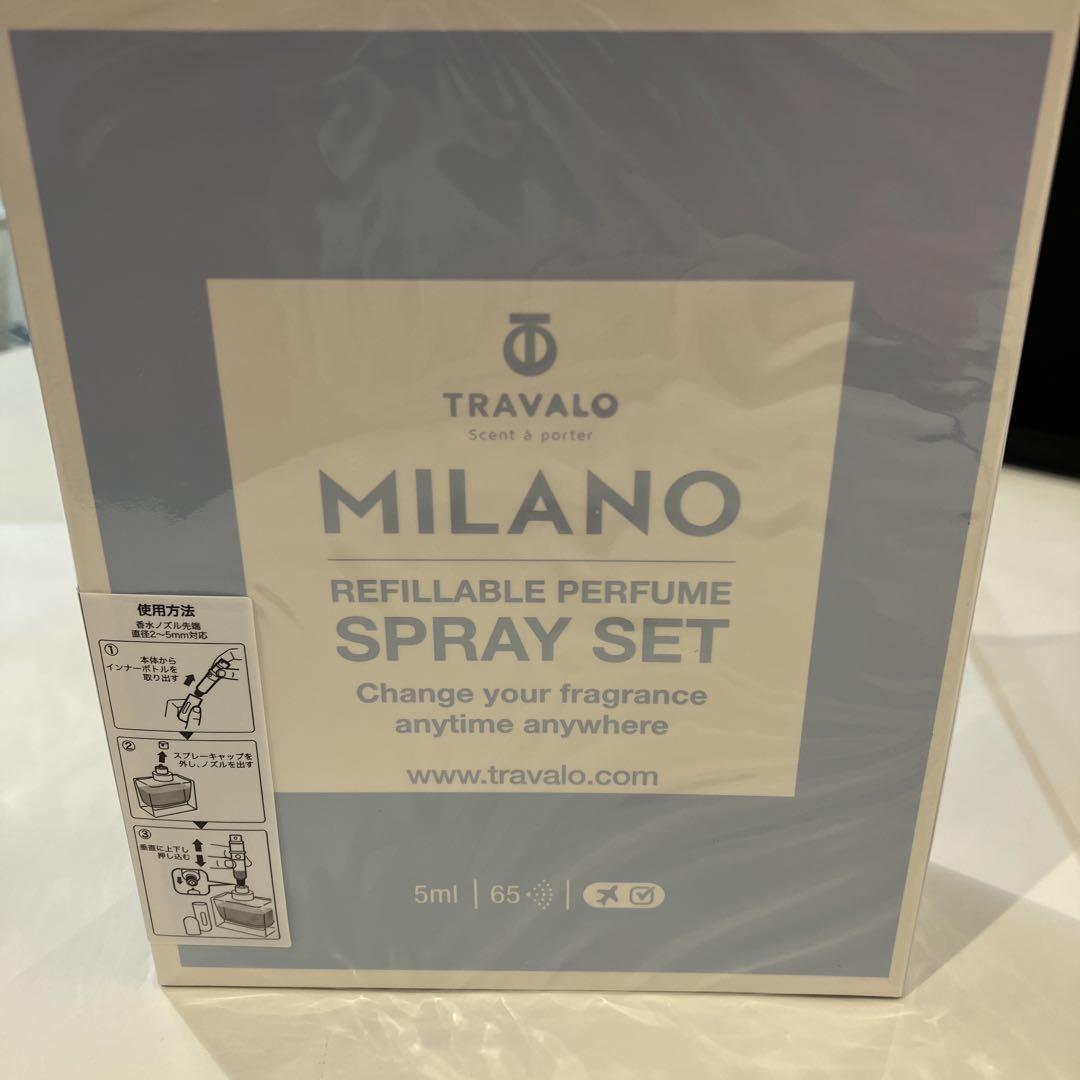 TRAVALO
Scent à porter
MILANO
REFILLABLE PERFUME
SPRAY SET
Change your fragrance
anytime anywhere
www.travalo.com
5ml | 65 |
使用方法
香水ノズル先端
直径2〜5mm対応
①
本体から
インナーボトルを
取り出す
②
スプレーキャップを
外し、ノズルを出す
③
垂直に上下し
押し込む